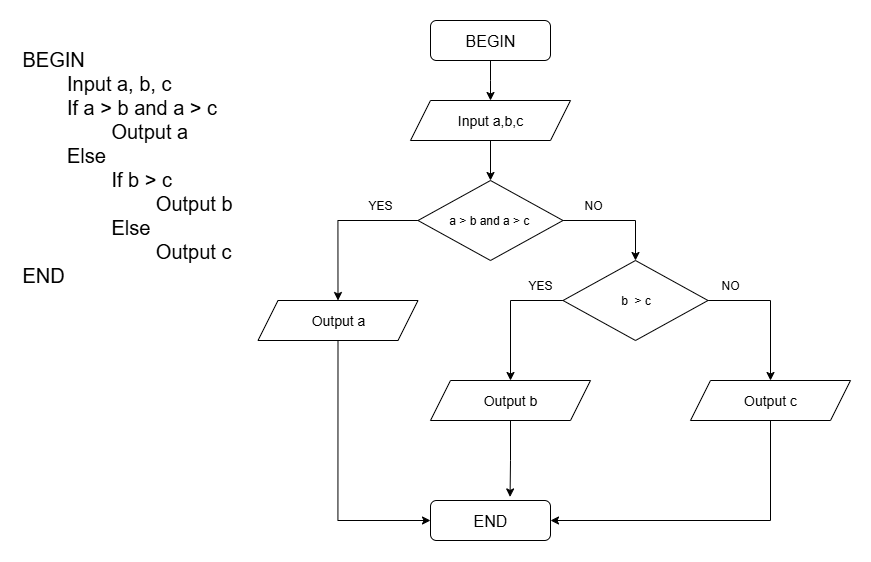 BEGIN
Input a, b, c
If a > b and a > c
Output a
Else
If b > c
Output b
Else
Output c
END
BEGIN
Input a,b,c
a > b and a > c
YES
NO
b > c
YES
NO
Output a
Output b
Output c
END